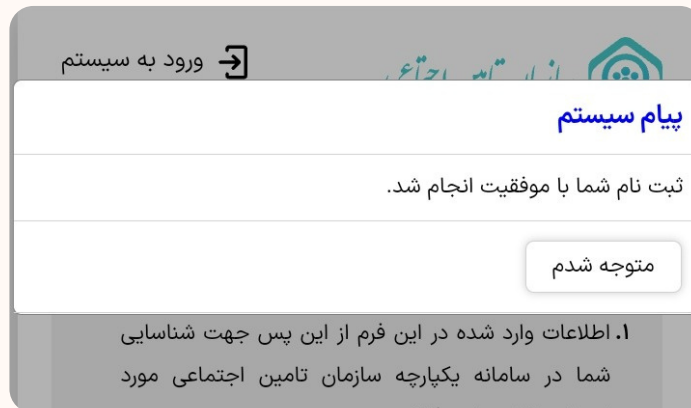 ورود به سیستم
پیام سیستم
ثبت نام شما با موفقیت انجام شد.
متوجه شدم
۱. اطلاعات وارد شده در این فرم از این پس جهت شناسایی
شما در سامانه یکپارچه سازمان تامین اجتماعی مورد